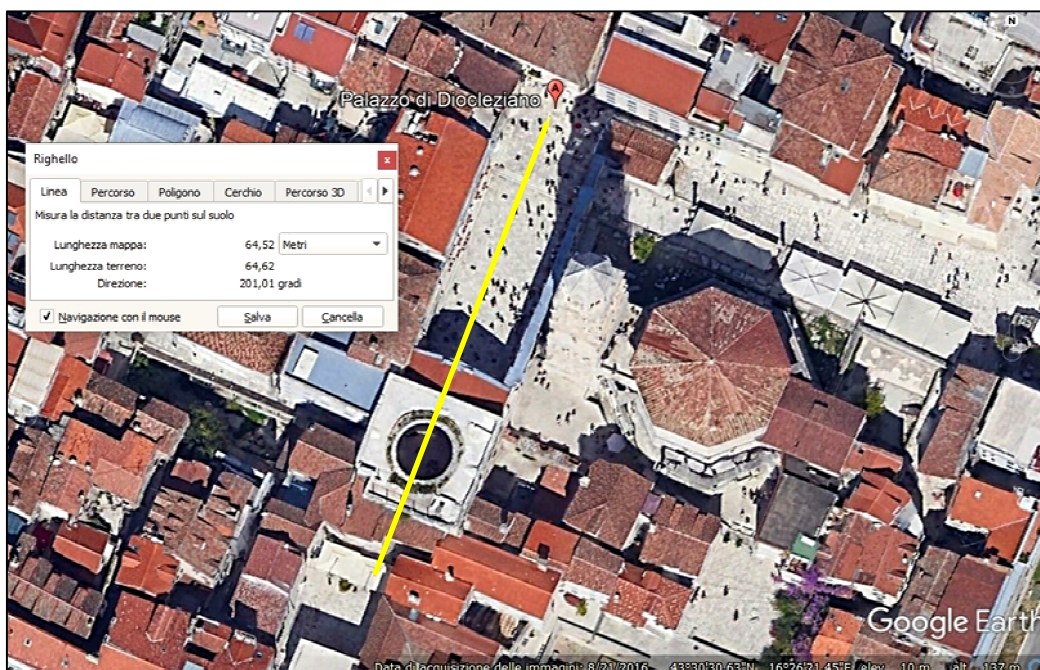 N
Palazzo di Diocleziano
A
Righello
x
Linea Percorso Poligono Cerchio Percorso 3D
Misura la distanza tra due punti sul suolo
Lunghezza mappa: 64,52 Metri
Lunghezza terreno: 64,62
Direzione: 201,01 gradi
Navigazione con il mouse Salva Cancella
Google Earth
Data di acquisizione delle immagini: 8/21/2016 43°30'30.63"N 16°26'21.45"E elev 10 m alt 137 m